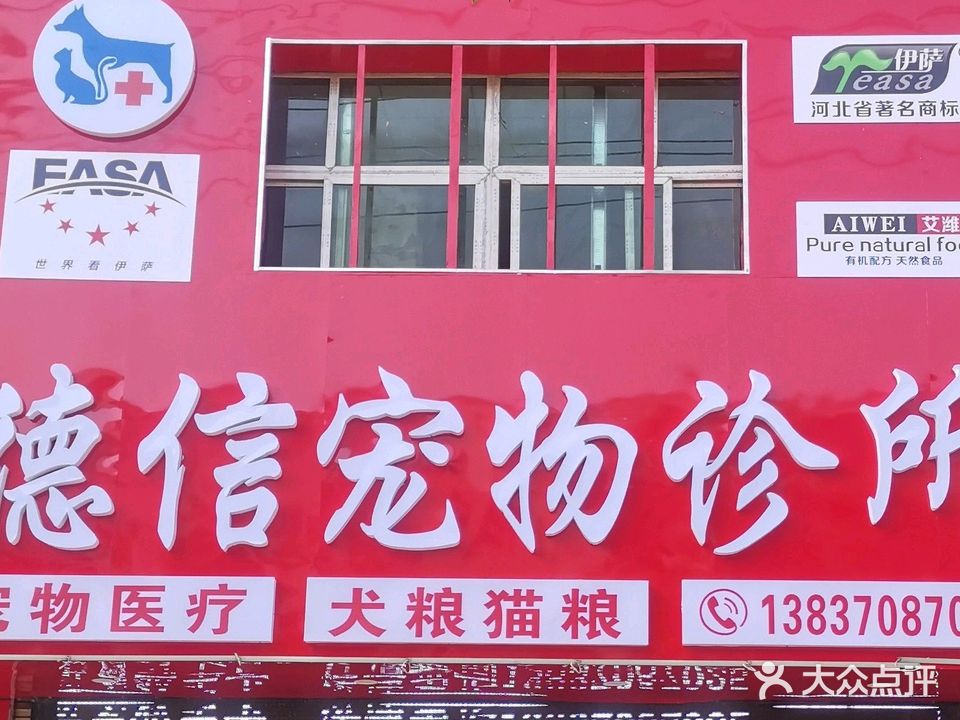 EASA
世界看伊萨
伊萨
easa
河北省著名商标
AIWEI 艾潍
Pure natural fo
有机配方 天然食品
德信宠物诊所
宠物医疗
犬粮猫粮
138370870
大众点评